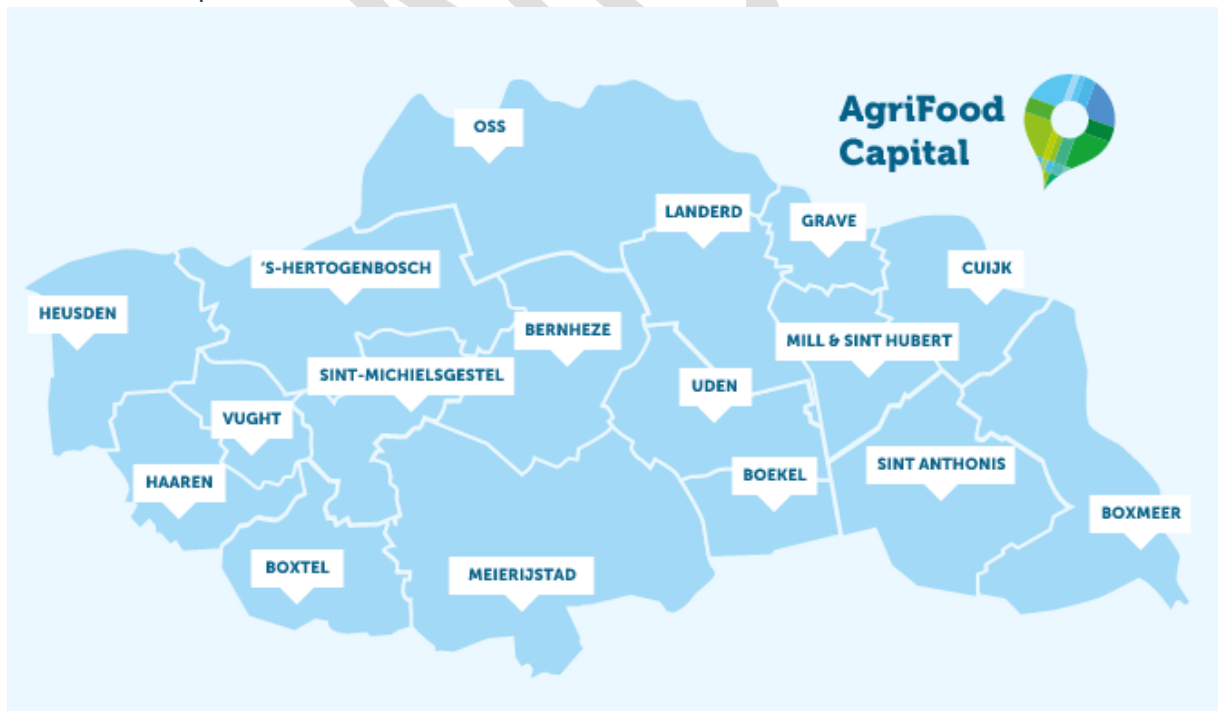 AgriFood
Capital
OSS
LANDERD
GRAVE
'S-HERTOGENBOSCH
CUIJK
HEUSDEN
BERNHEZE
MILL & SINT HUBERT
SINT-MICHIELSGESTEL
UDEN
VUGHT
SINT ANTHONIS
BOEKEL
HAAREN
BOXMEER
BOXTEL
MEIERIJSTAD